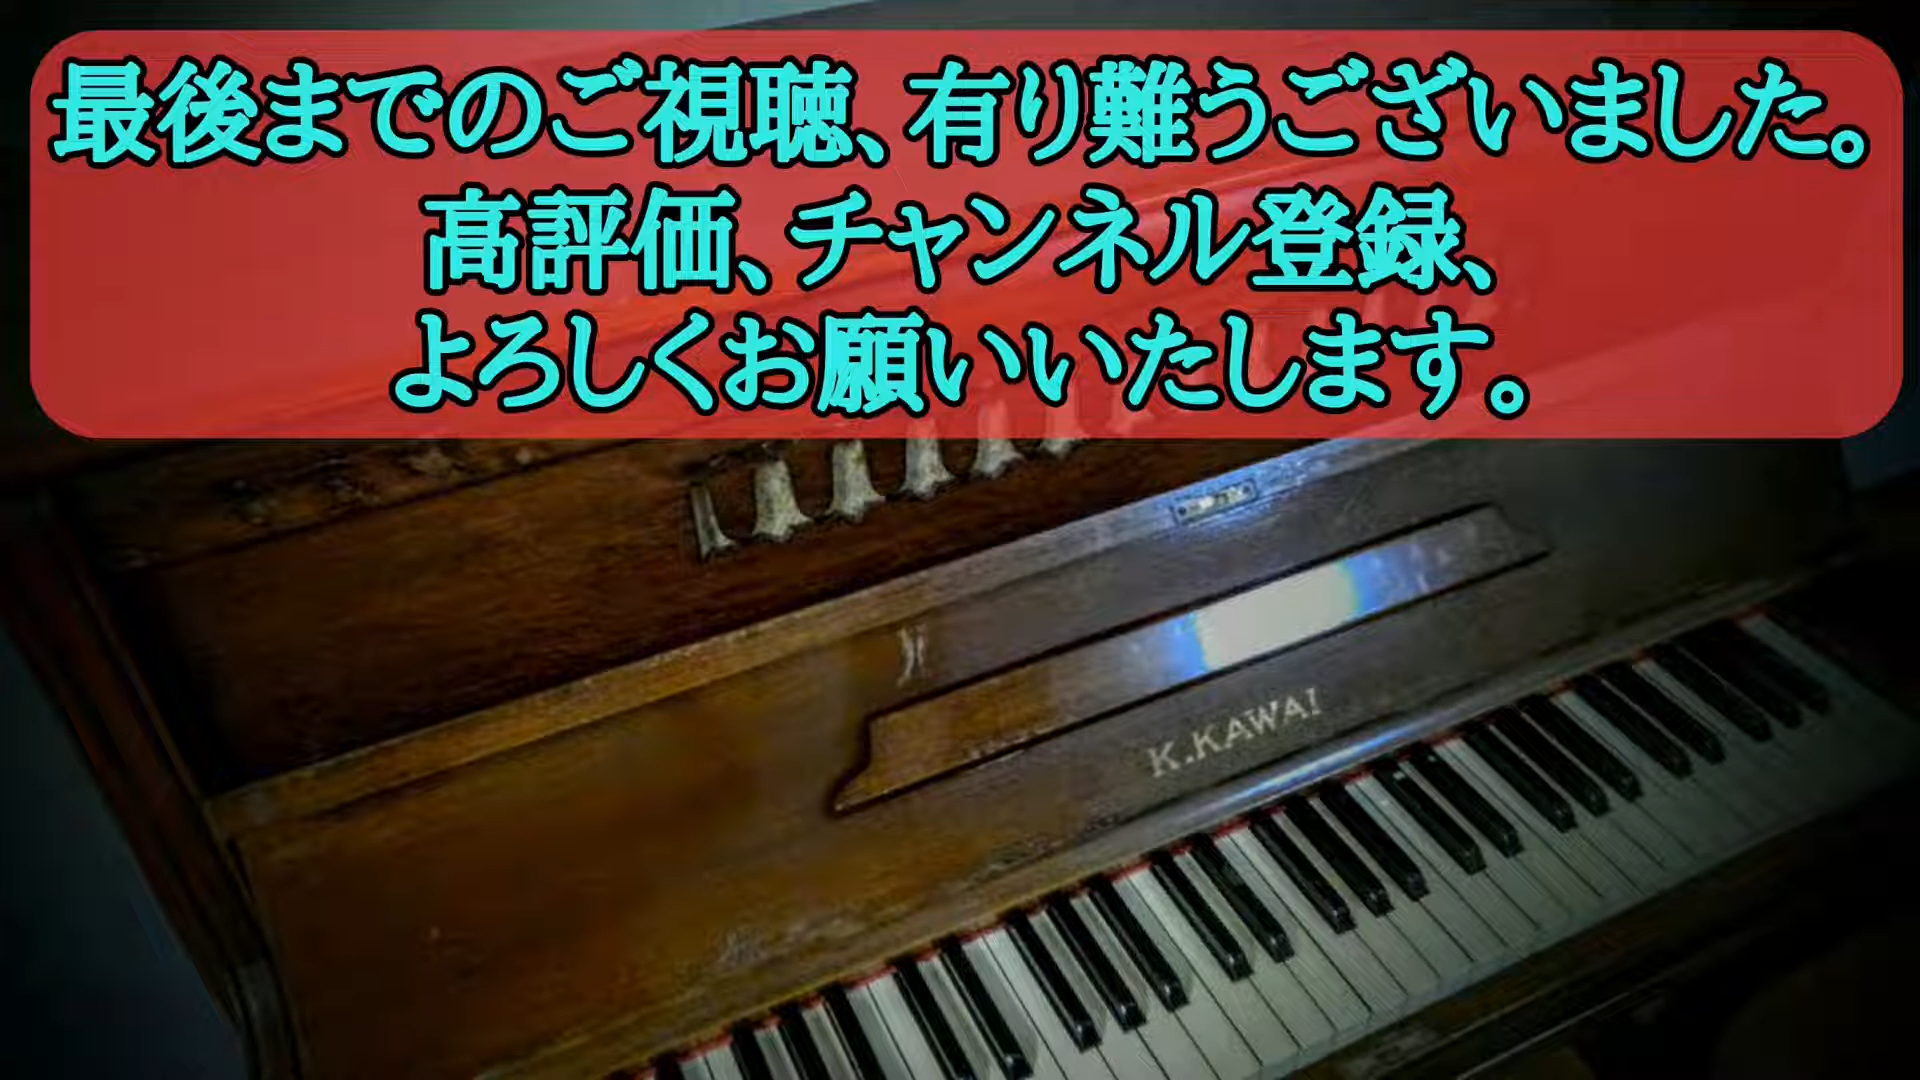 最後までのご視聴、有り難うございました。
高評価、チャンネル登録、
よろしくお願いいたします。
K.KAWAI